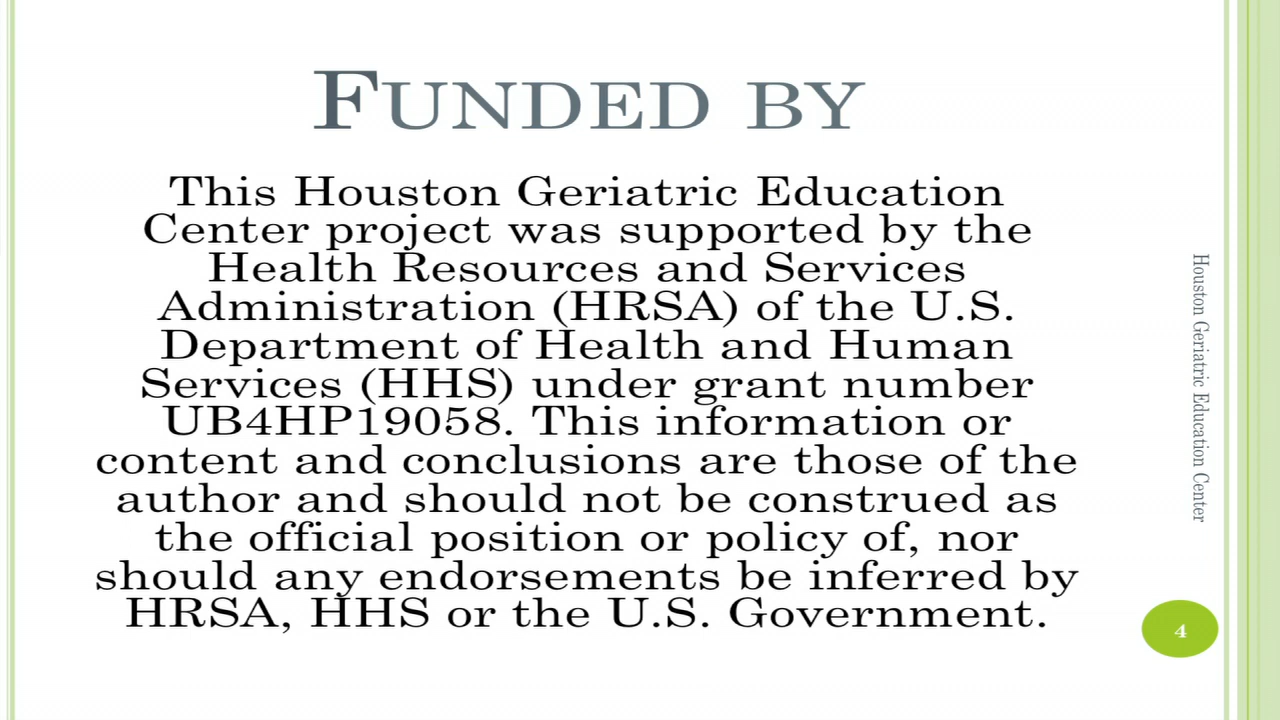 FUNDED BY
This Houston Geriatric Education
Center project was supported by the
Health Resources and Services
Administration (HRSA) of the U.S.
Department of Health and Human
Services (HHS) under grant number
UB4HP19058. This information or
content and conclusions are those of the
author and should not be construed as
the official position or policy of, nor
should any endorsements be inferred by
HRSA, HHS or the U.S. Government.
Houston Geriatric Education Center
4